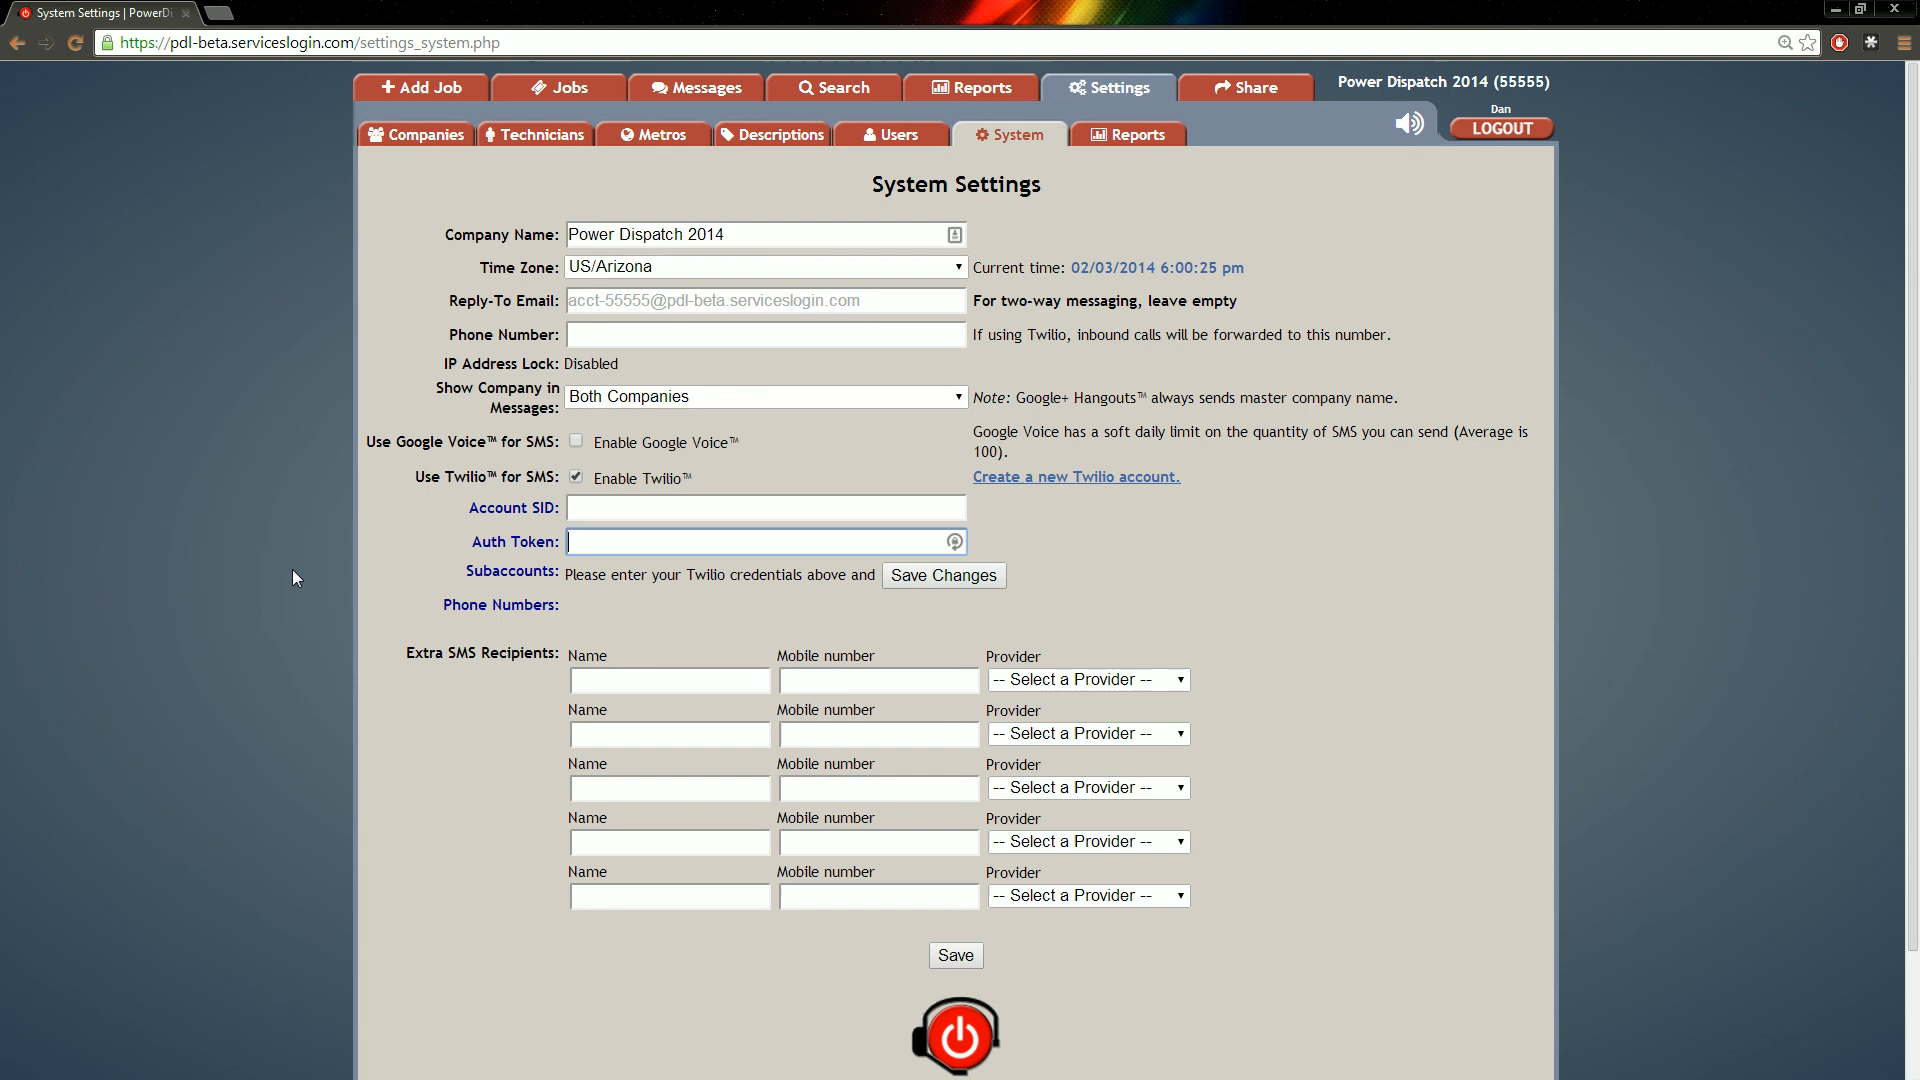 System Settings | PowerDi
https://pdl-beta.serviceslogin.com/settings_system.php
Add Job
Jobs
Messages
Search
Reports
Settings
Share
Power Dispatch 2014 (55555)
Dan
LOGOUT
Companies
Technicians
Metros
Descriptions
Users
System
Reports
System Settings
Company Name: Power Dispatch 2014
Time Zone: US/Arizona Current time: 02/03/2014 6:00:25 pm
Reply-To Email: acct-55555@pdl-beta.serviceslogin.com For two-way messaging, leave empty
Phone Number: If using Twilio, inbound calls will be forwarded to this number.
IP Address Lock: Disabled
Show Company in
Messages: Both Companies Note: Google+ Hangouts™ always sends master company name.
Use Google Voice™ for SMS: Enable Google Voice™ Google Voice has a soft daily limit on the quantity of SMS you can send (Average is
100).
Use Twilio™ for SMS: Enable Twilio™ Create a new Twilio account.
Account SID:
Auth Token:
Subaccounts: Please enter your Twilio credentials above and Save Changes
Phone Numbers:
Extra SMS Recipients: Name Mobile number Provider
-- Select a Provider --
Name Mobile number Provider
-- Select a Provider --
Name Mobile number Provider
-- Select a Provider --
Name Mobile number Provider
-- Select a Provider --
Name Mobile number Provider
-- Select a Provider --
Save